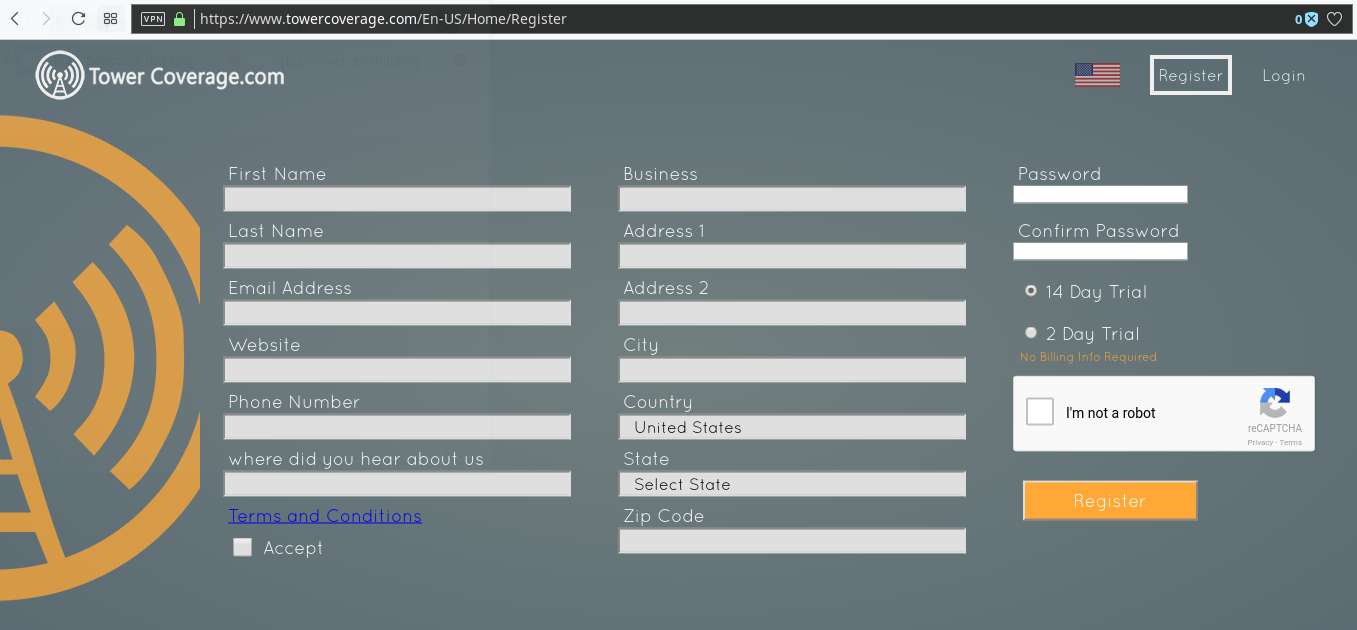 VPN https://www.towercoverage.com/En-US/Home/Register 0
Tower Coverage.com
Register Login
First Name
Last Name
Email Address
Website
Phone Number
where did you hear about us
Terms and Conditions
Accept
Business
Address 1
Address 2
City
Country
United States
State
Select State
Zip Code
Password
Confirm Password
14 Day Trial
2 Day Trial
No Billing Info Required
I'm not a robot
reCAPTCHA
Privacy - Terms
Register